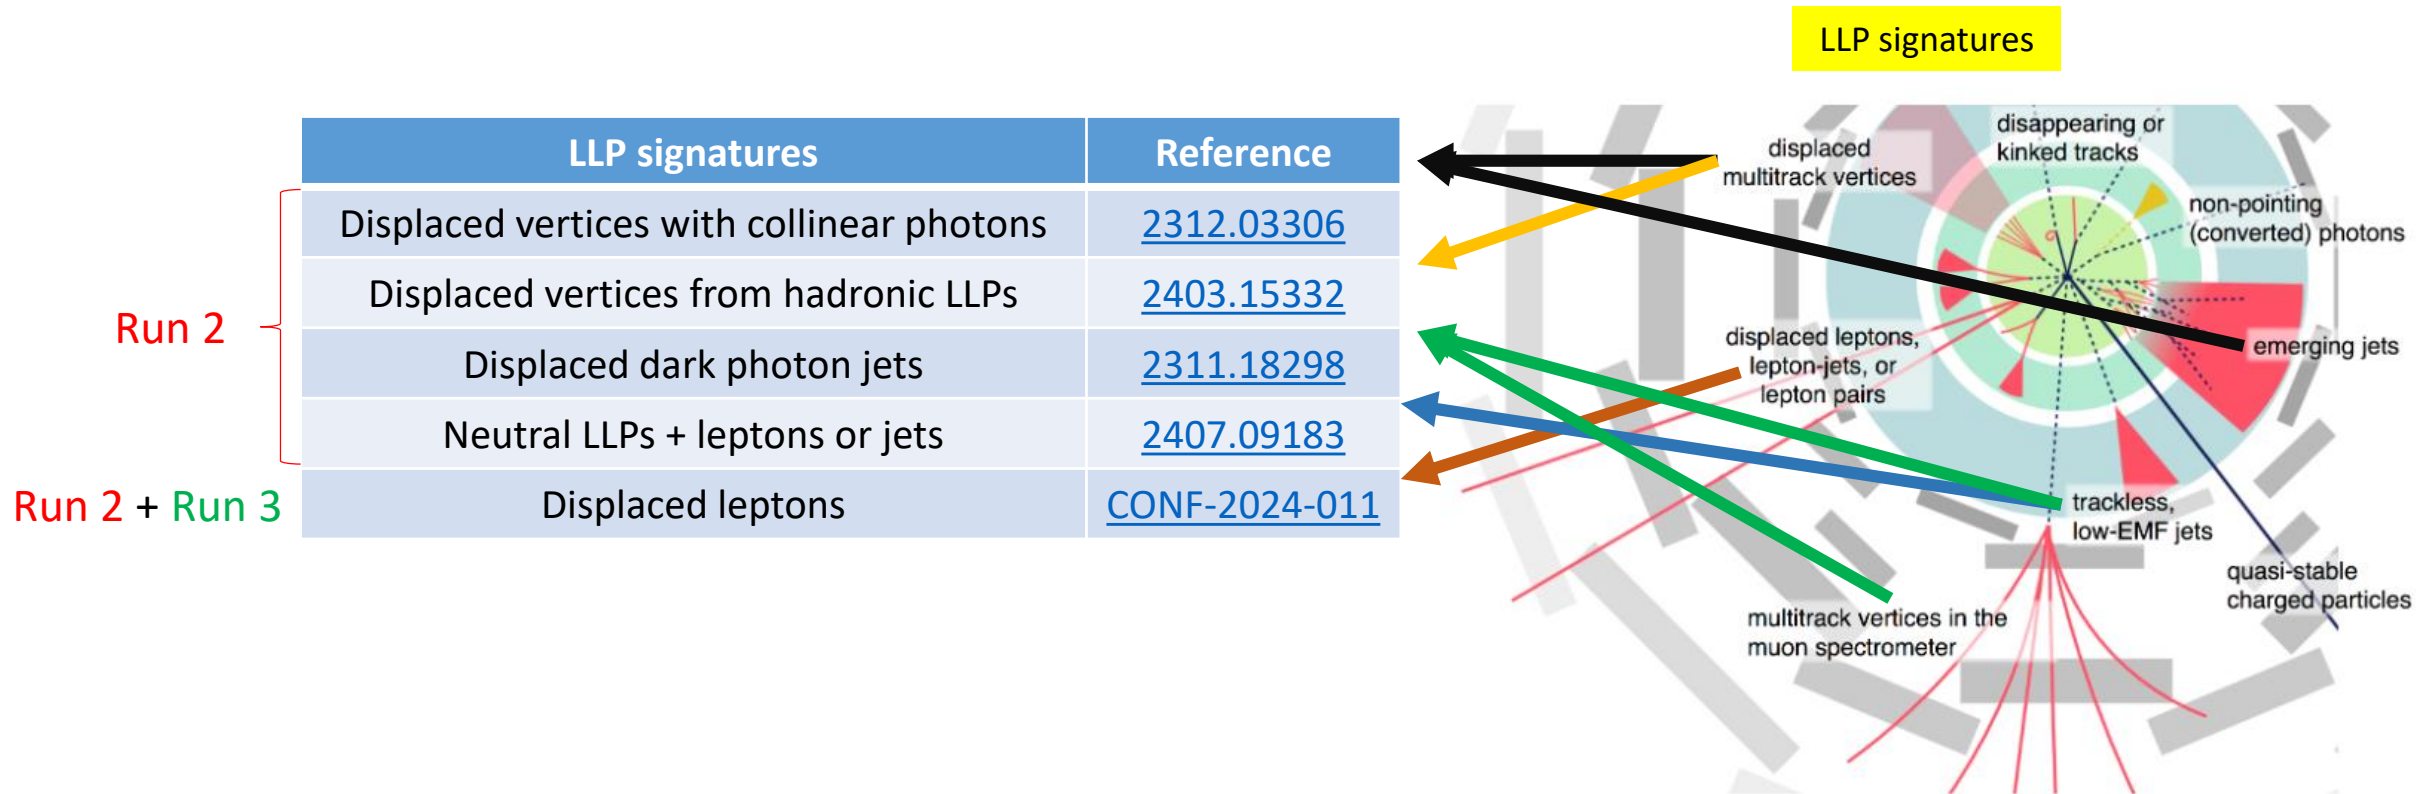 LLP signatures
LLP signatures Reference
Displaced vertices with collinear photons 2312.03306
Displaced vertices from hadronic LLPs 2403.15332
Run 2
Displaced dark photon jets 2311.18298
Neutral LLPs + leptons or jets 2407.09183
Run 2 + Run 3
Displaced leptons CONF-2024-011
disappearing or
kinked tracks
displaced
multitrack vertices
non-pointing
(converted) photons
displaced leptons,
lepton-jets, or
lepton pairs
emerging jets
trackless,
low-EMF jets
quasi-stable
charged particles
multitrack vertices in the
muon spectrometer